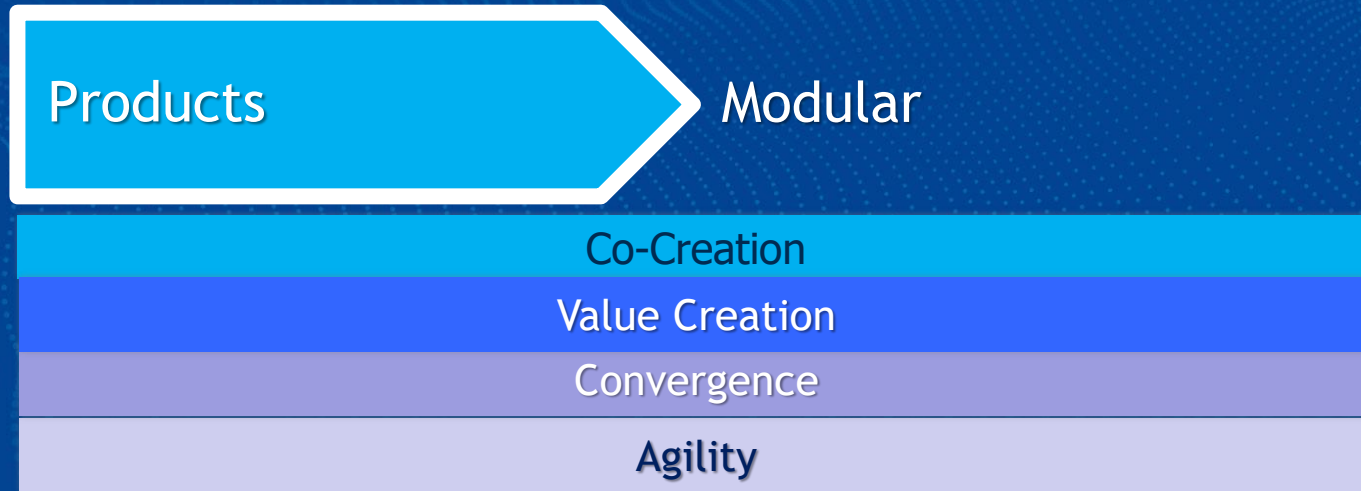 Products
Modular
Co-Creation
Value Creation
Convergence
Agility